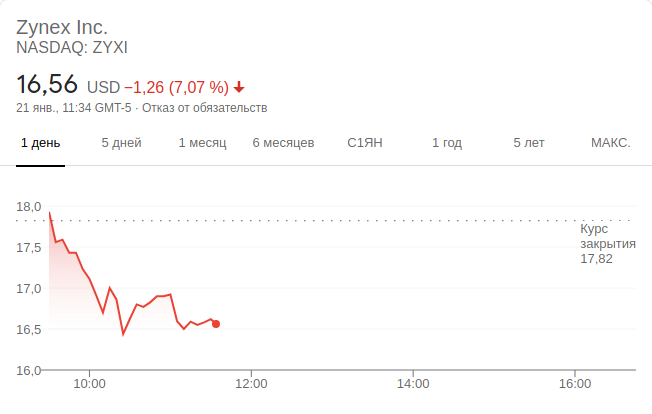 Zynex Inc.
NASDAQ: ZYXI
16,56 USD −1,26 (7,07 %)
21 янв., 11:34 GMT-5 · Отказ от обязательств
1 день 5 дней 1 месяц 6 месяцев С1ЯН 1 год 5 лет МАКС.
18,0
Курс
закрытия
17,82
17,5
17,0
16,5
16,0
10:00 12:00 14:00 16:00